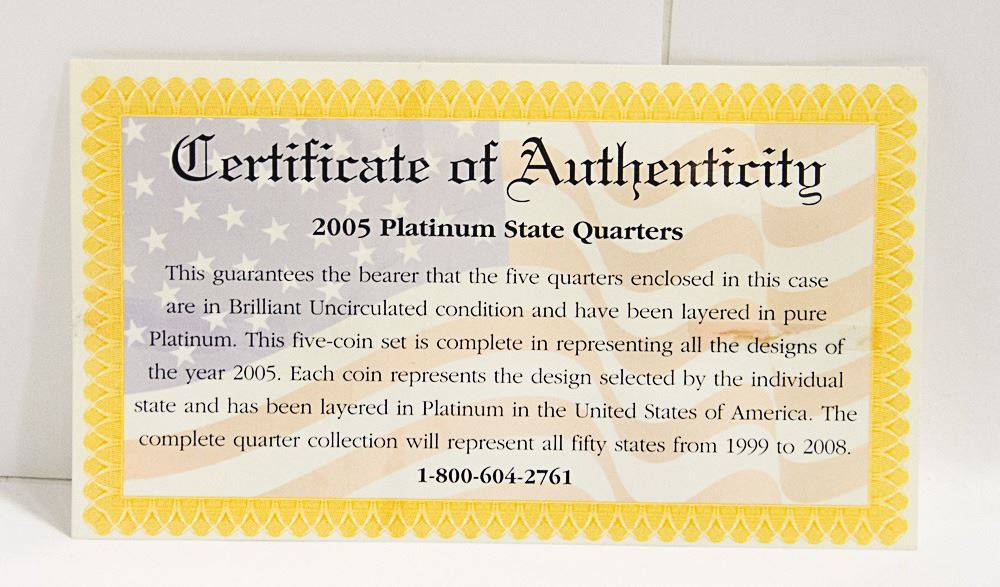 Certificate of Authenticity
2005 Platinum State Quarters
This guarantees the bearer that the five quarters enclosed in this case
are in Brilliant Uncirculated condition and have been layered in pure
Platinum. This five-coin set is complete in representing all the designs of
the year 2005. Each coin represents the design selected by the individual
state and has been layered in Platinum in the United States of America. The
complete quarter collection will represent all fifty states from 1999 to 2008.
1-800-604-2761